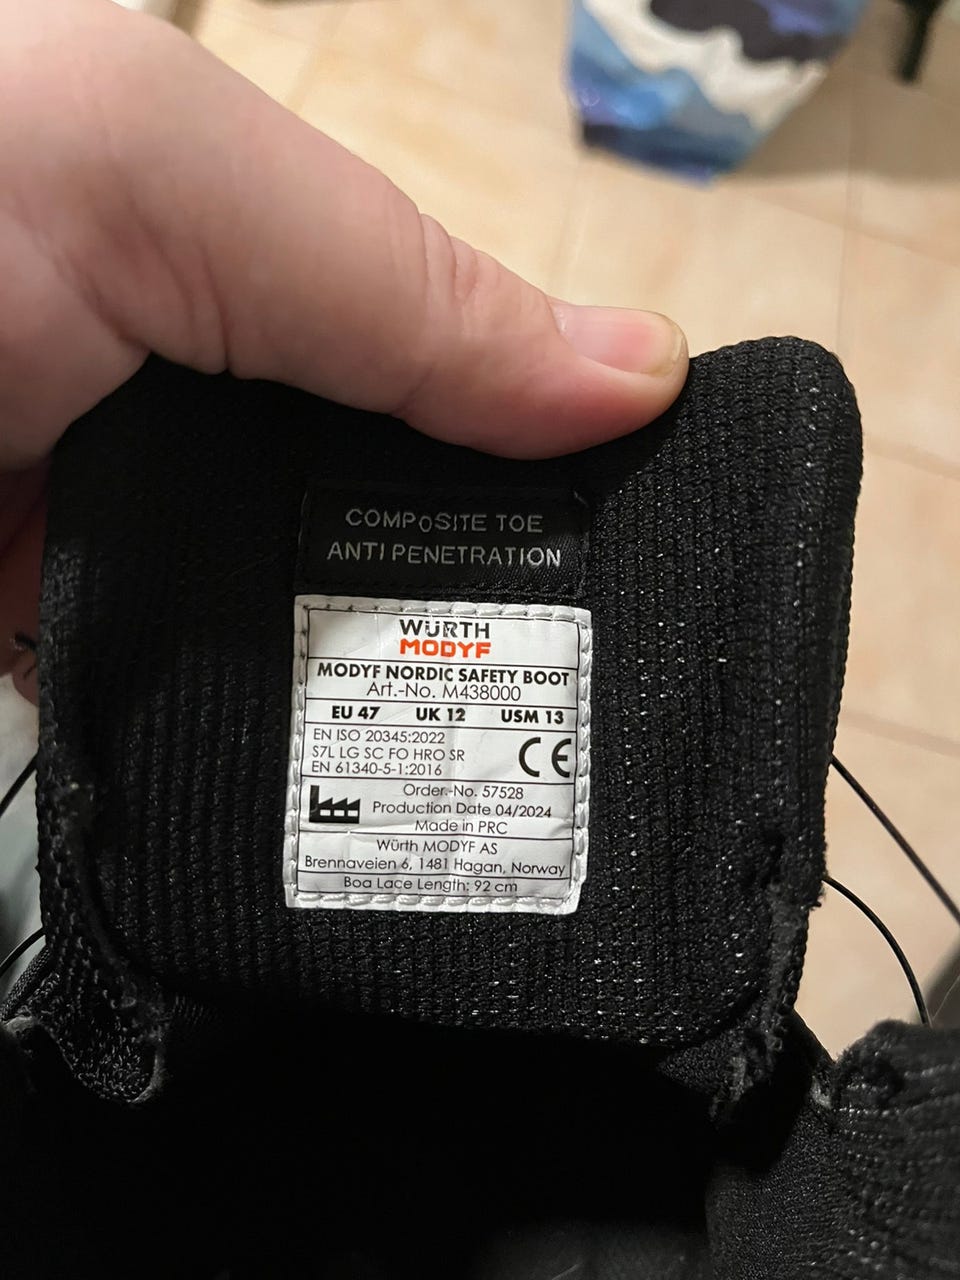 COMPOSITE TOE
ANTI PENETRATION
WÜRTH
MODYF
MODYF NORDIC SAFETY BOOT
Art.-No. M438000
EU 47 UK 12 USM 13
EN ISO 20345:2022
S7L LG SC FO HRO SR
EN 61340-5-1:2016
CE
Order.-No. 57528
Production Date 04/2024
Made in PRC
Würth MODYF AS
Brennaveien 6, 1481 Hagan, Norway
Boa Lace Length: 92 cm